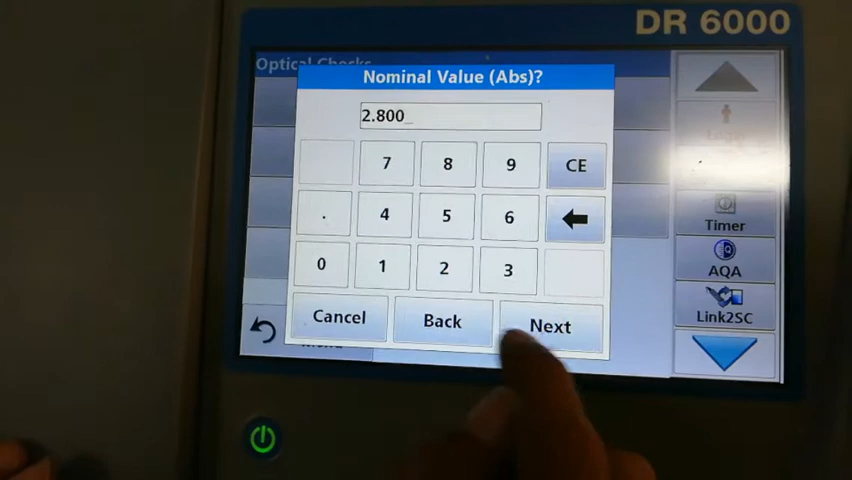 DR 6000
Optical Checks
Nominal Value (Abs)?
2.800_
7 8 9 CE
. 4 5 6
0 1 2 3
Cancel Back Next
Timer
AQA
Link2SC